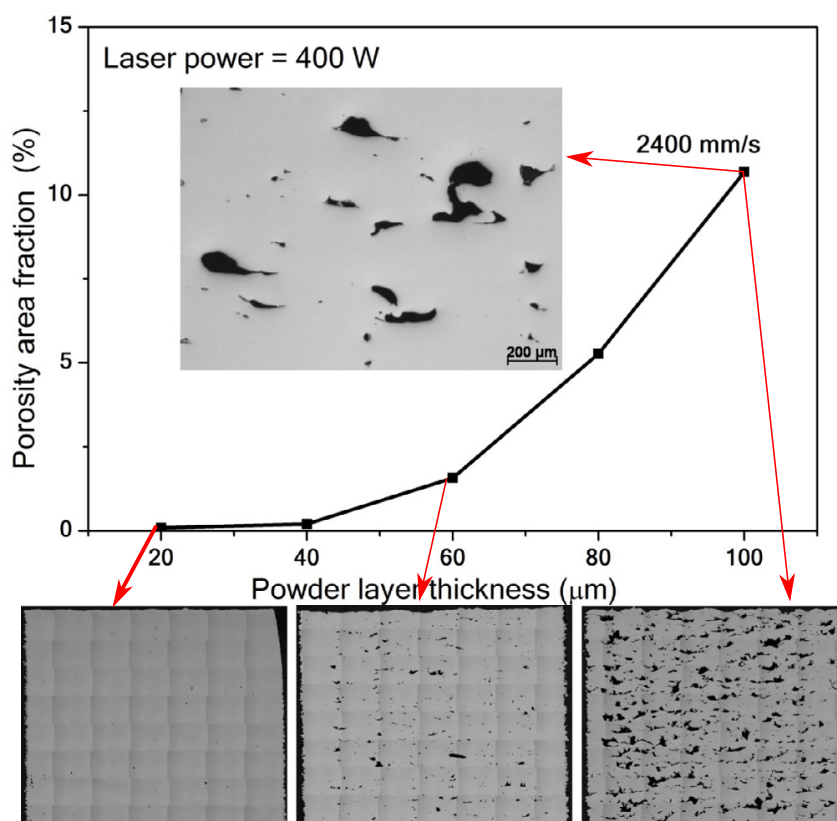 15
Laser power = 400 W
2400 mm/s
10
Porosity area fraction (%)
200 µm
5
0
20 40 60 80 100
Powder layer thickness (µm)